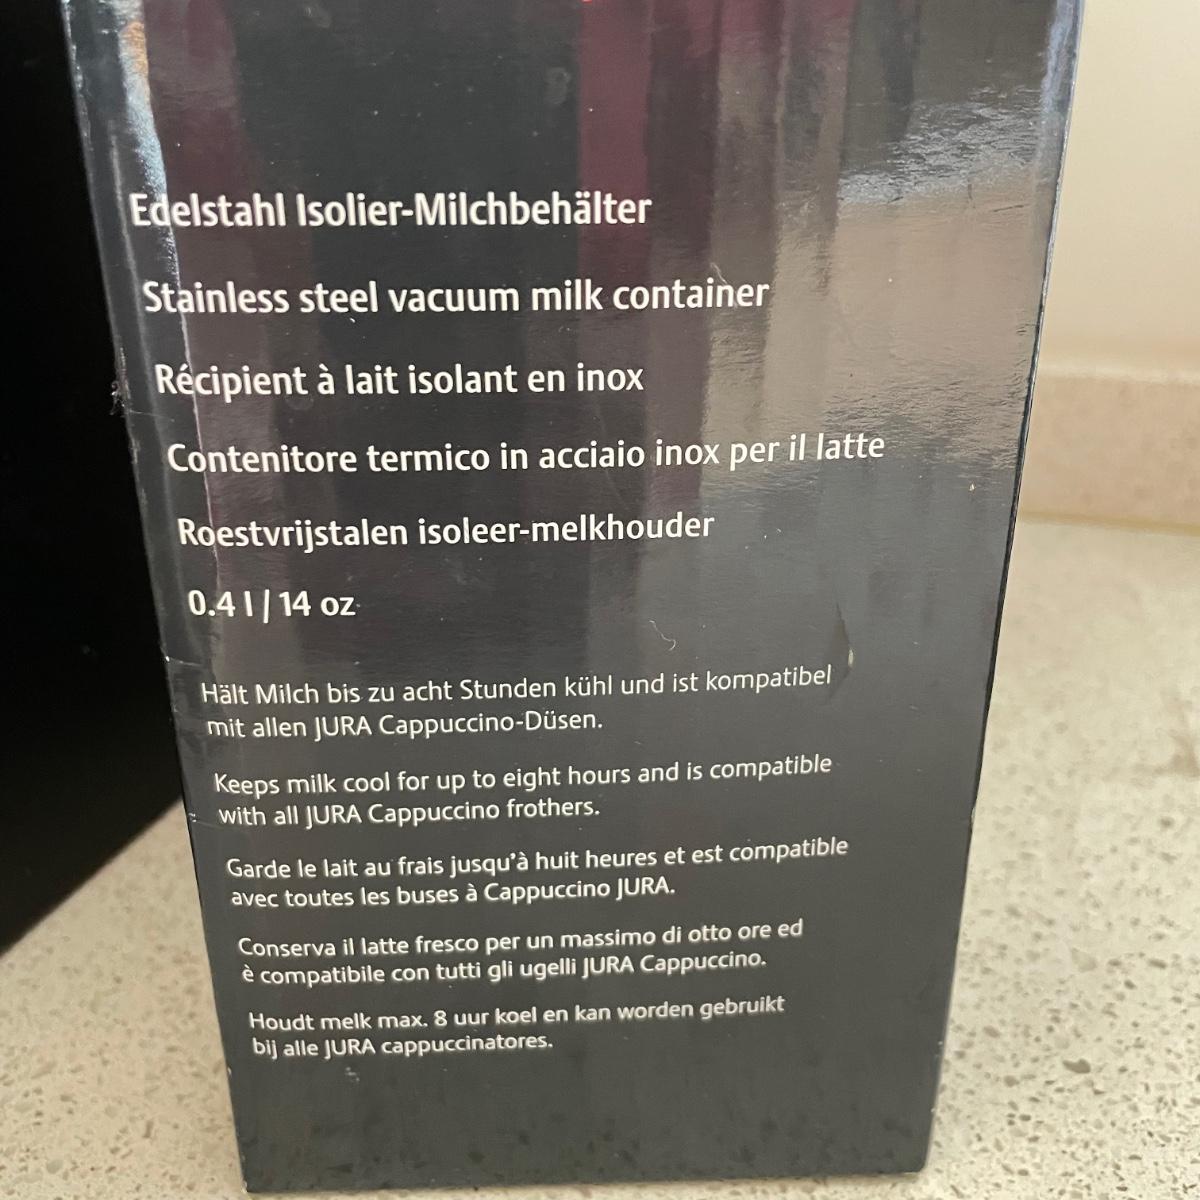 Edelstahl Isolier-Milchbehälter
Stainless steel vacuum milk container
Récipient à lait isolant en inox
Contenitore termico in acciaio inox per il latte
Roestvrijstalen isoleer-melkhouder
0.4 l | 14 oz
Hält Milch bis zu acht Stunden kühl und ist kompatibel
mit allen JURA Cappuccino-Düsen.
Keeps milk cool for up to eight hours and is compatible
with all JURA Cappuccino frothers.
Garde le lait au frais jusqu'à huit heures et est compatible
avec toutes les buses à Cappuccino JURA.
Conserva il latte fresco per un massimo di otto ore ed
è compatibile con tutti gli ugelli JURA Cappuccino.
Houdt melk max. 8 uur koel en kan worden gebruikt
bij alle JURA cappuccinatores.